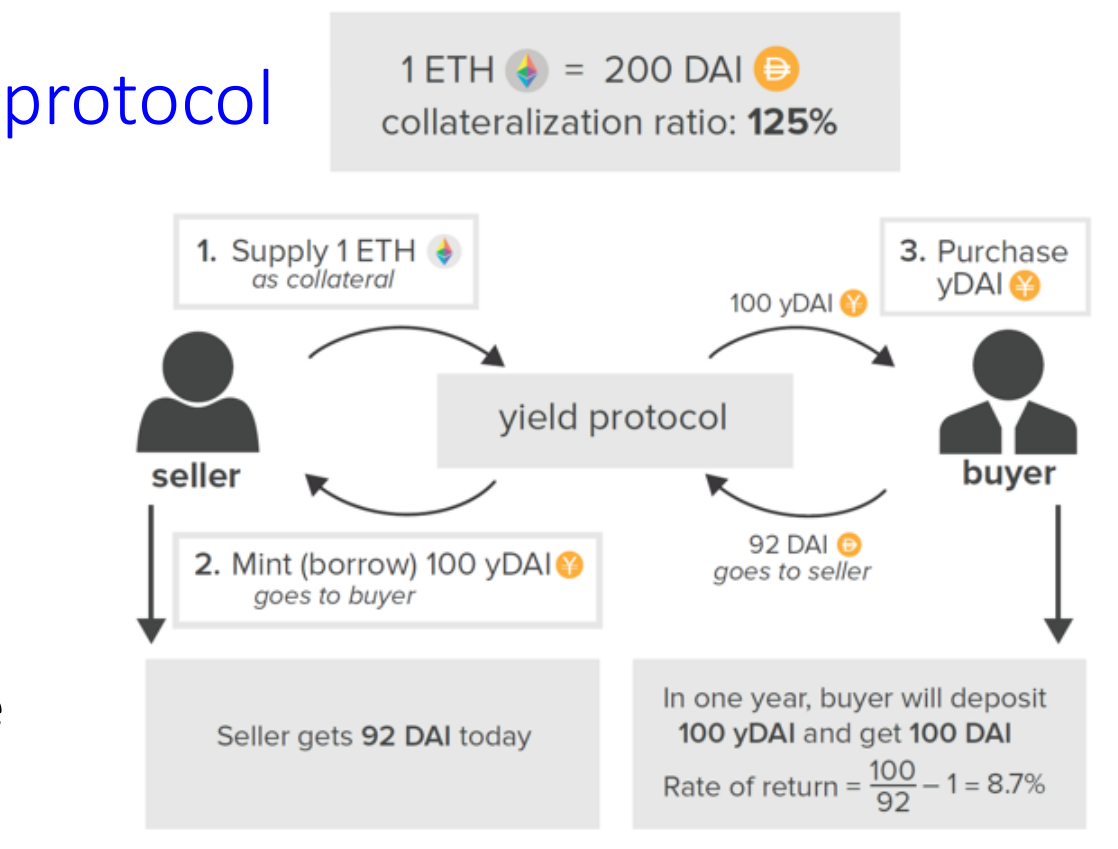 protocol
1 ETH = 200 DAI
collateralization ratio: 125%
1. Supply 1 ETH
as collateral
3. Purchase
yDAI
100 yDAI
yield protocol
seller
buyer
2. Mint (borrow) 100 yDAI
goes to buyer
92 DAI
goes to seller
Seller gets 92 DAI today
In one year, buyer will deposit
100 yDAI and get 100 DAI
Rate of return = 100/92 − 1 = 8.7%